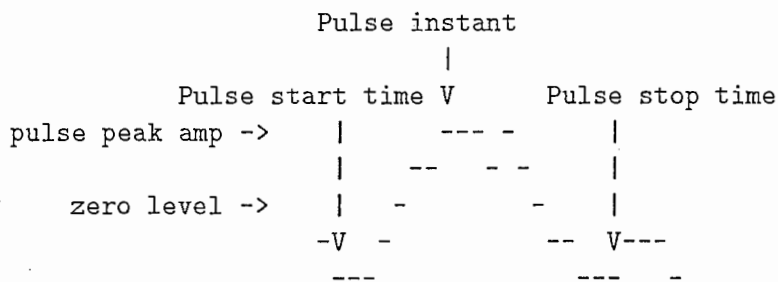 Pulse instant
|
Pulse start time V Pulse stop time
pulse peak amp -> | --- - |
| -- - - |
zero level -> | - - |
-V - -- V---
--- --- -